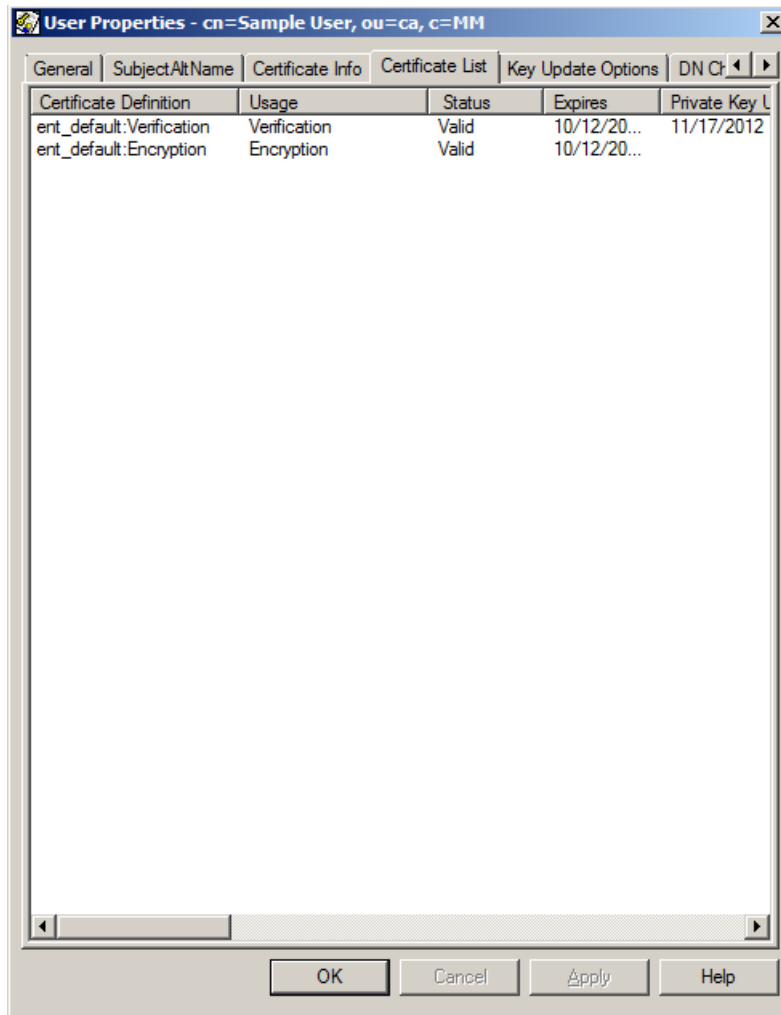 User Properties - cn=Sample User, ou=ca, c=MM
General SubjectAltName Certificate Info Certificate List Key Update Options DN Ch
Certificate Definition Usage Status Expires Private Key U
ent_default:Verification Verification Valid 10/12/20... 11/17/2012
ent_default:Encryption Encryption Valid 10/12/20...
OK Cancel Apply Help